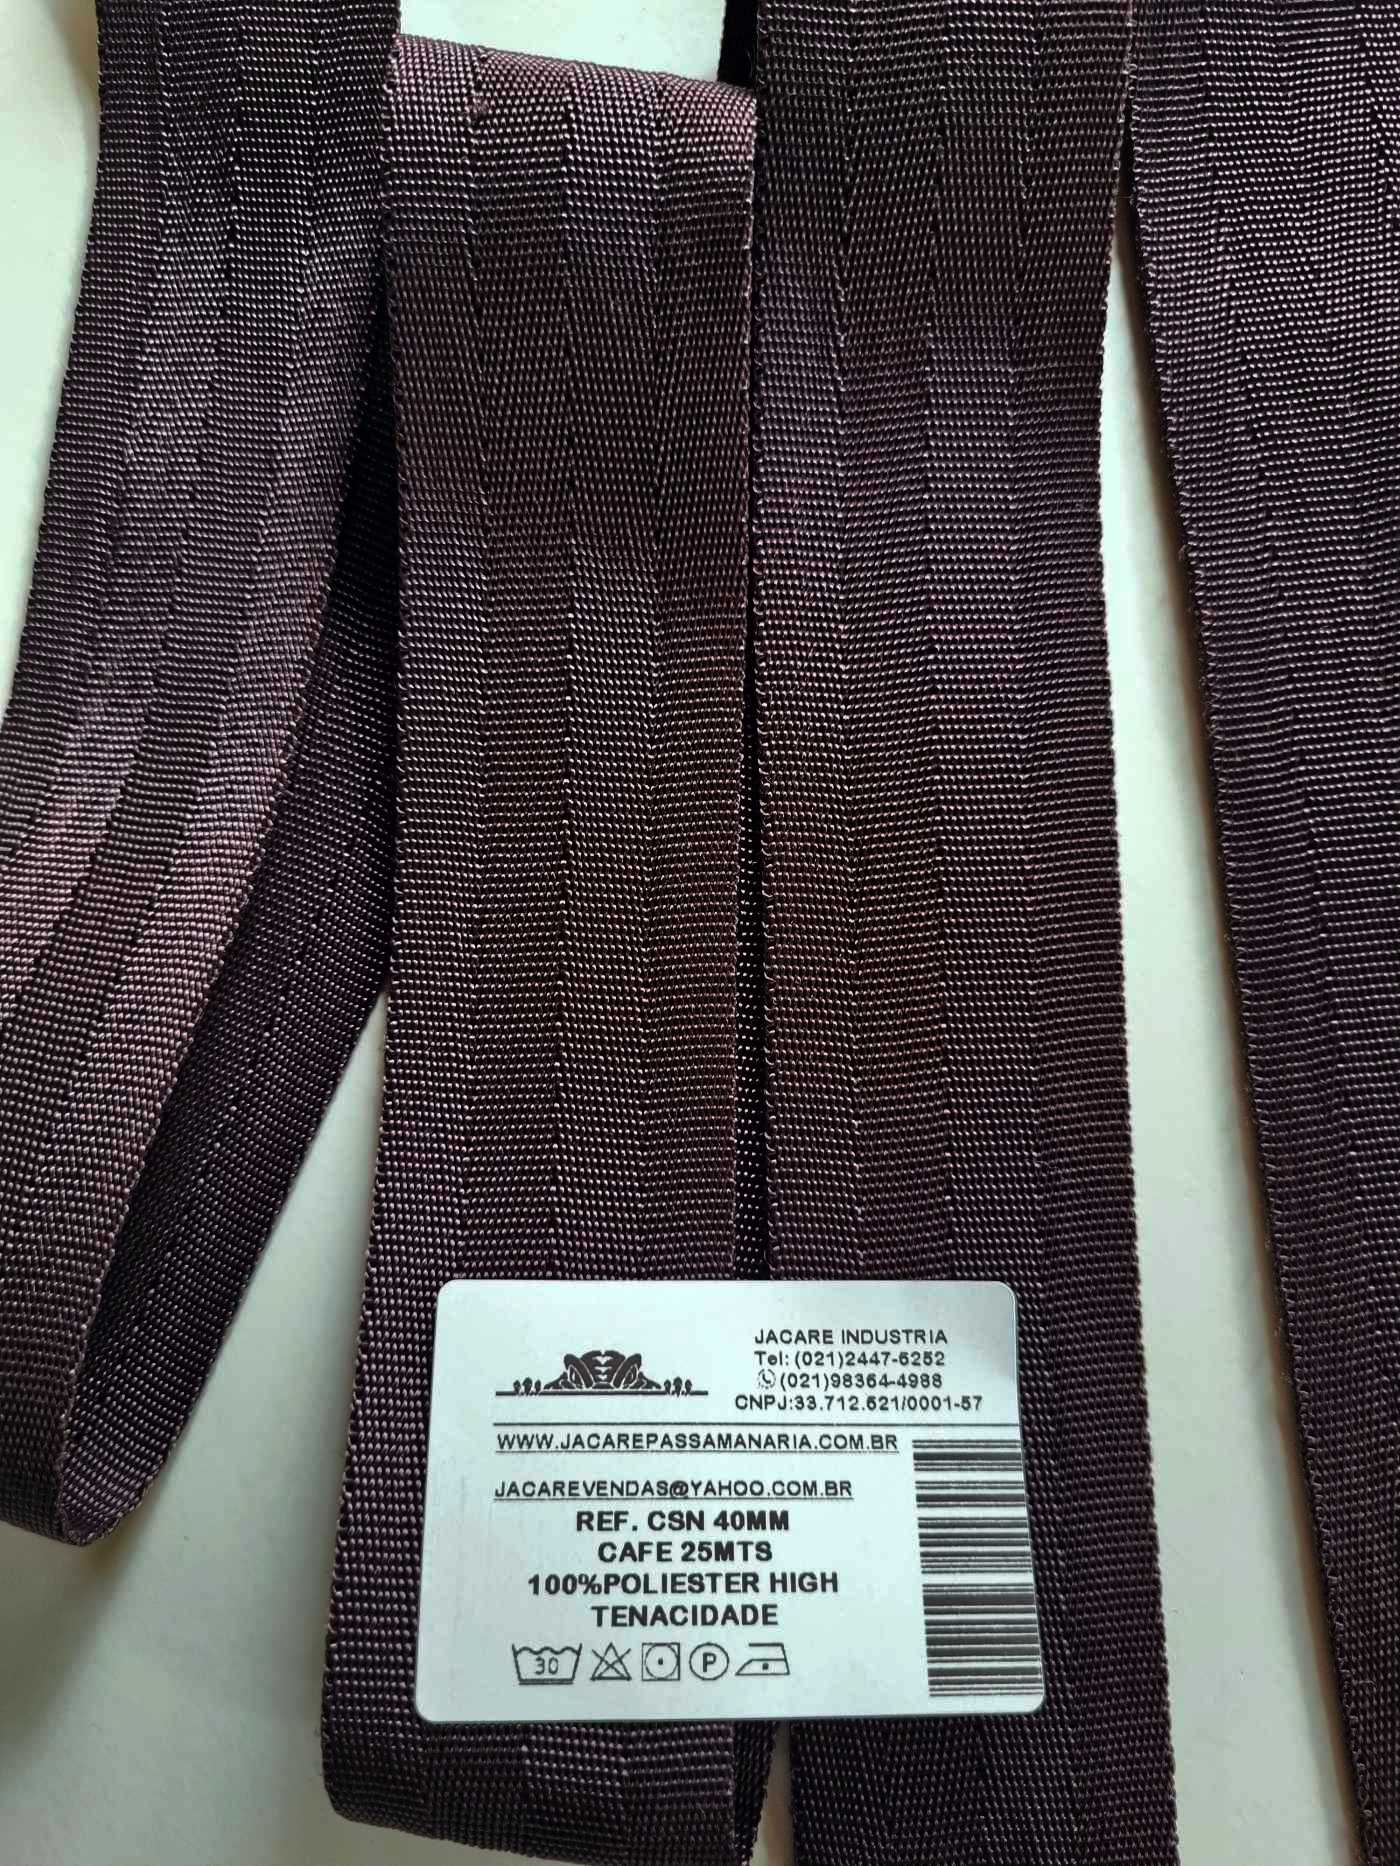 JACARE INDUSTRIA
Tel: (021)2447-5252
(021)98354-4988
CNPJ:33.712.521/0001-57
WWW.JACAREPASSAMANARIA.COM.BR
JACAREVENDAS@YAHOO.COM.BR
REF. CSN 40MM
CAFE 25MTS
100%POLIESTER HIGH
TENACIDADE
30 P